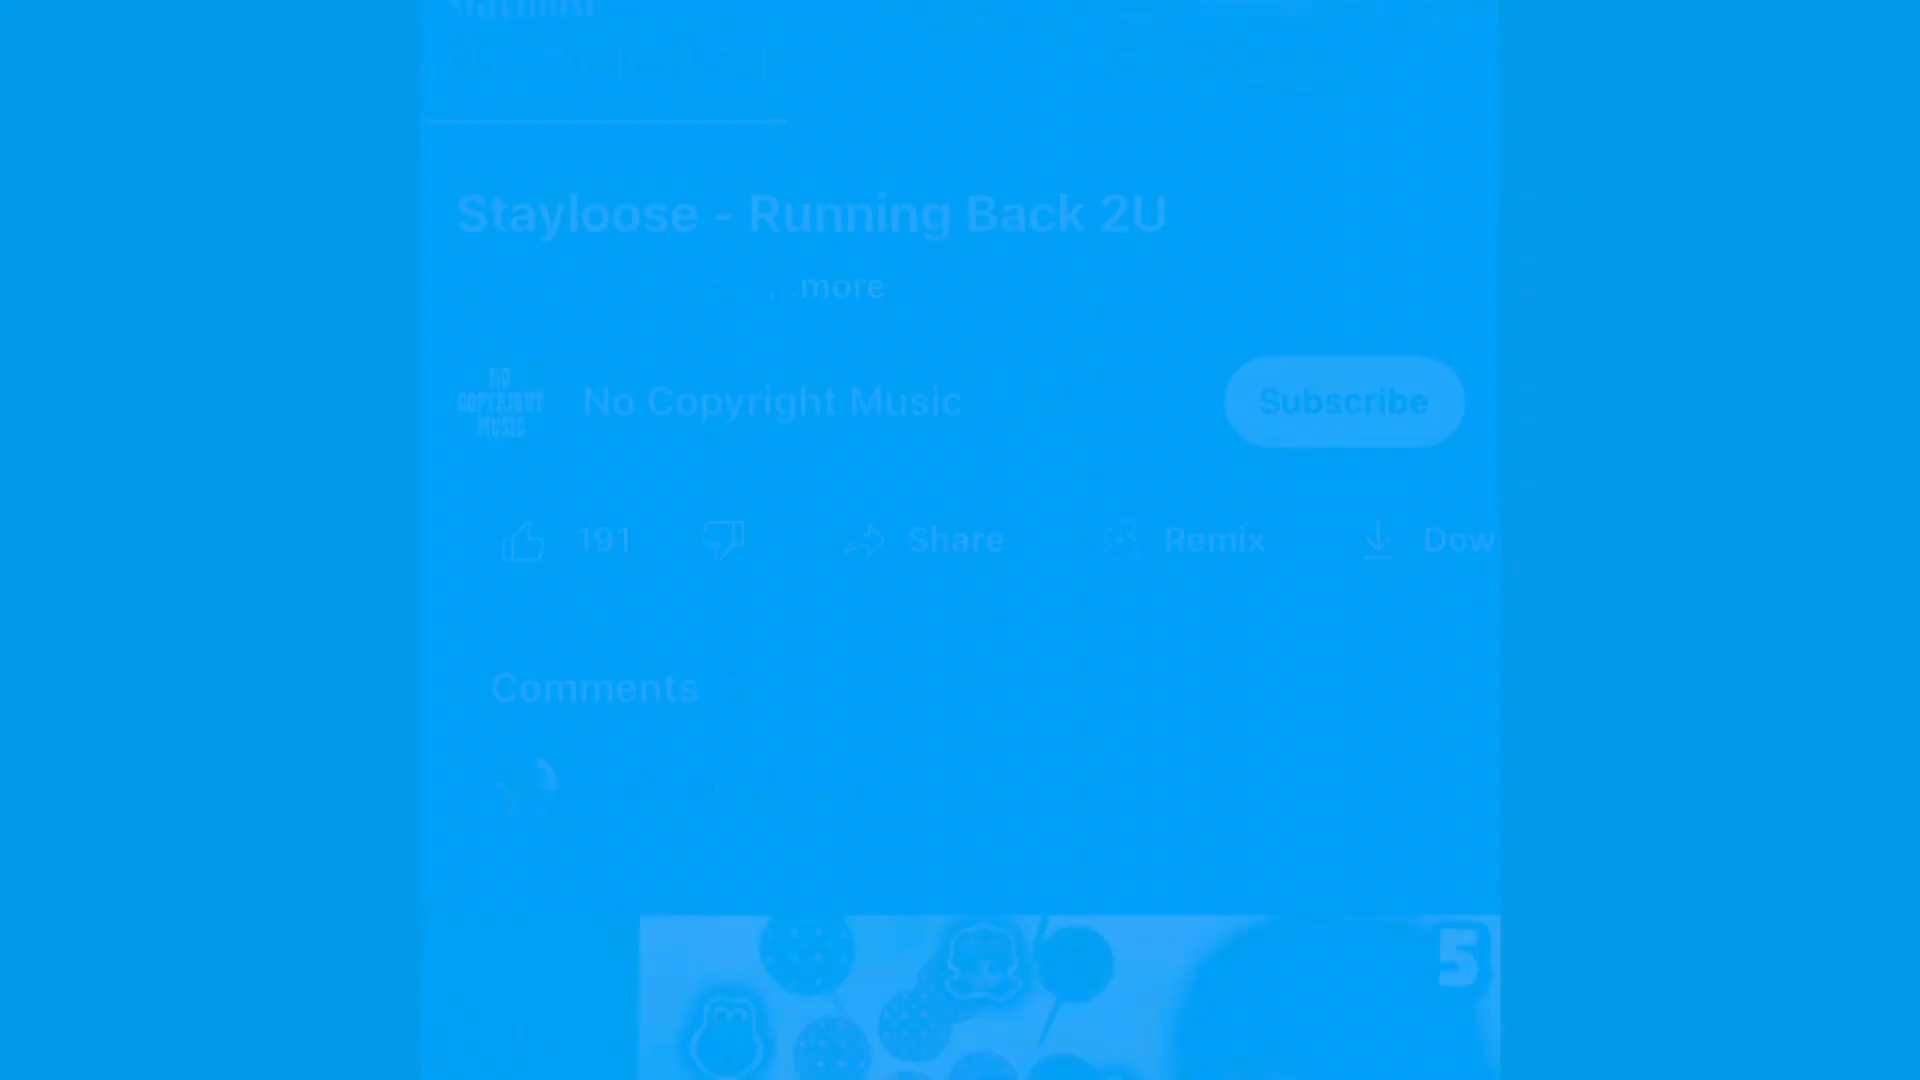 Stayloose - Running Back 2U
...more
NO
COPYRIGHT
MUSIC
No Copyright Music
Subscribe
191
Share
Remix
Dow
Comments
5